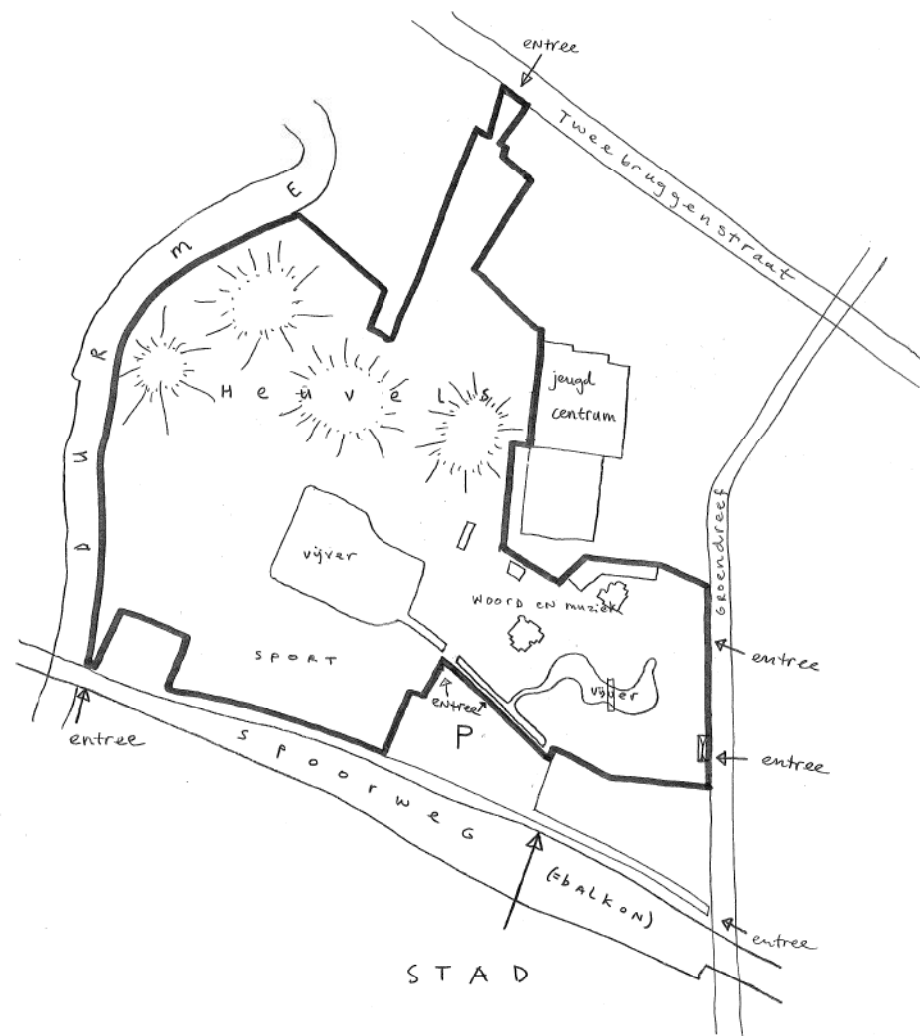 entree
Tweebruggenstraat
DURME
HeuveLS
jeugd
centrum
GROENDREEF
vijver
WOORD EN muziek
entree
SPORT
vijver
entree
P
entree
entree
spoorweG
(=bALKON)
entree
STAD